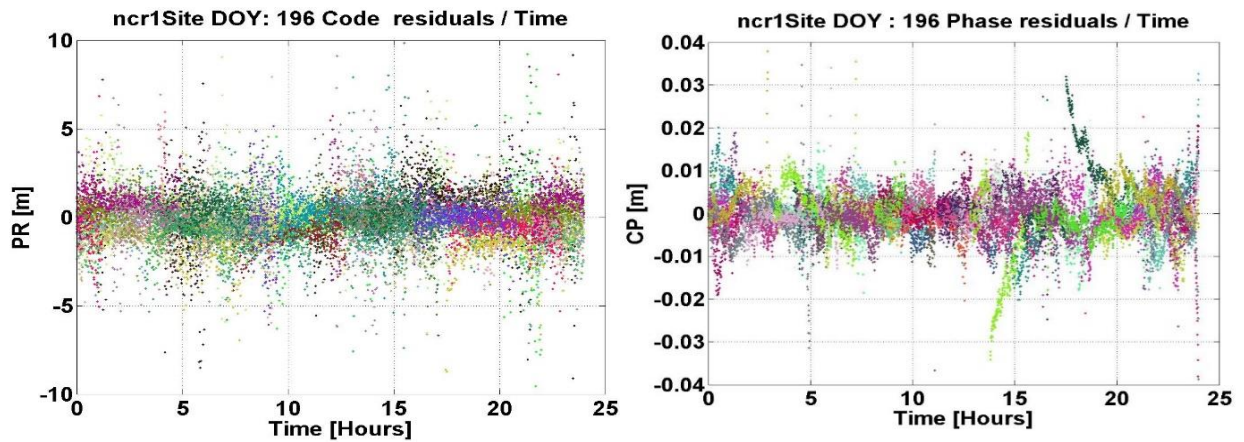 ncr1Site DOY: 196 Code residuals / Time
10
5
0
-5
-10
PR [m]
0 5 10 15 20 25
Time [Hours]
ncr1Site DOY : 196 Phase residuals / Time
0.04
0.03
0.02
0.01
0
-0.01
-0.02
-0.03
-0.04
CP [m]
0 5 10 15 20 25
Time [Hours]